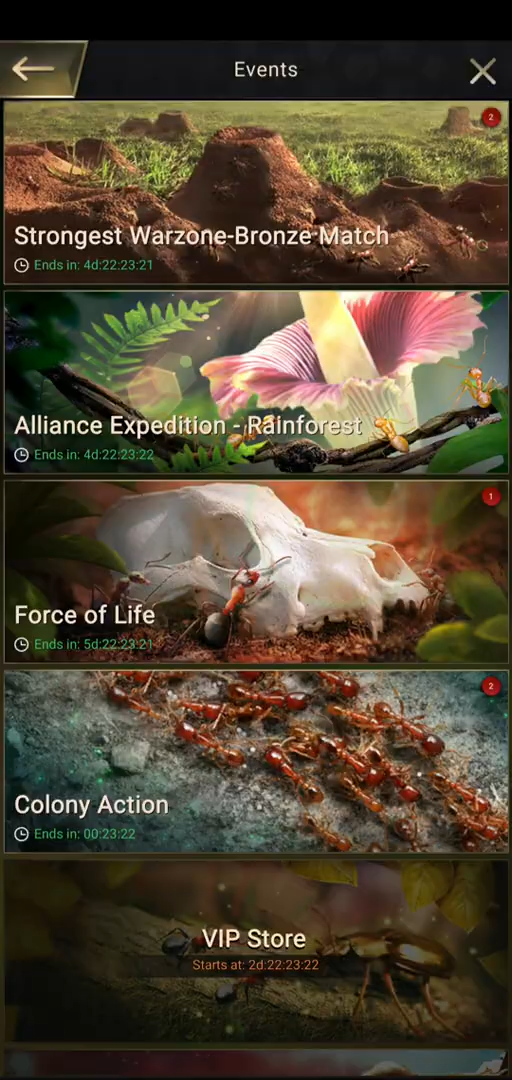 Events
2
Strongest Warzone-Bronze Match
Ends in: 4d:22:23:21
Alliance Expedition - Rainforest
Ends in: 4d:22:23:22
1
Force of Life
Ends in: 5d:22:23:21
2
Colony Action
Ends in: 00:23:22
VIP Store
Starts at: 2d:22:23:22